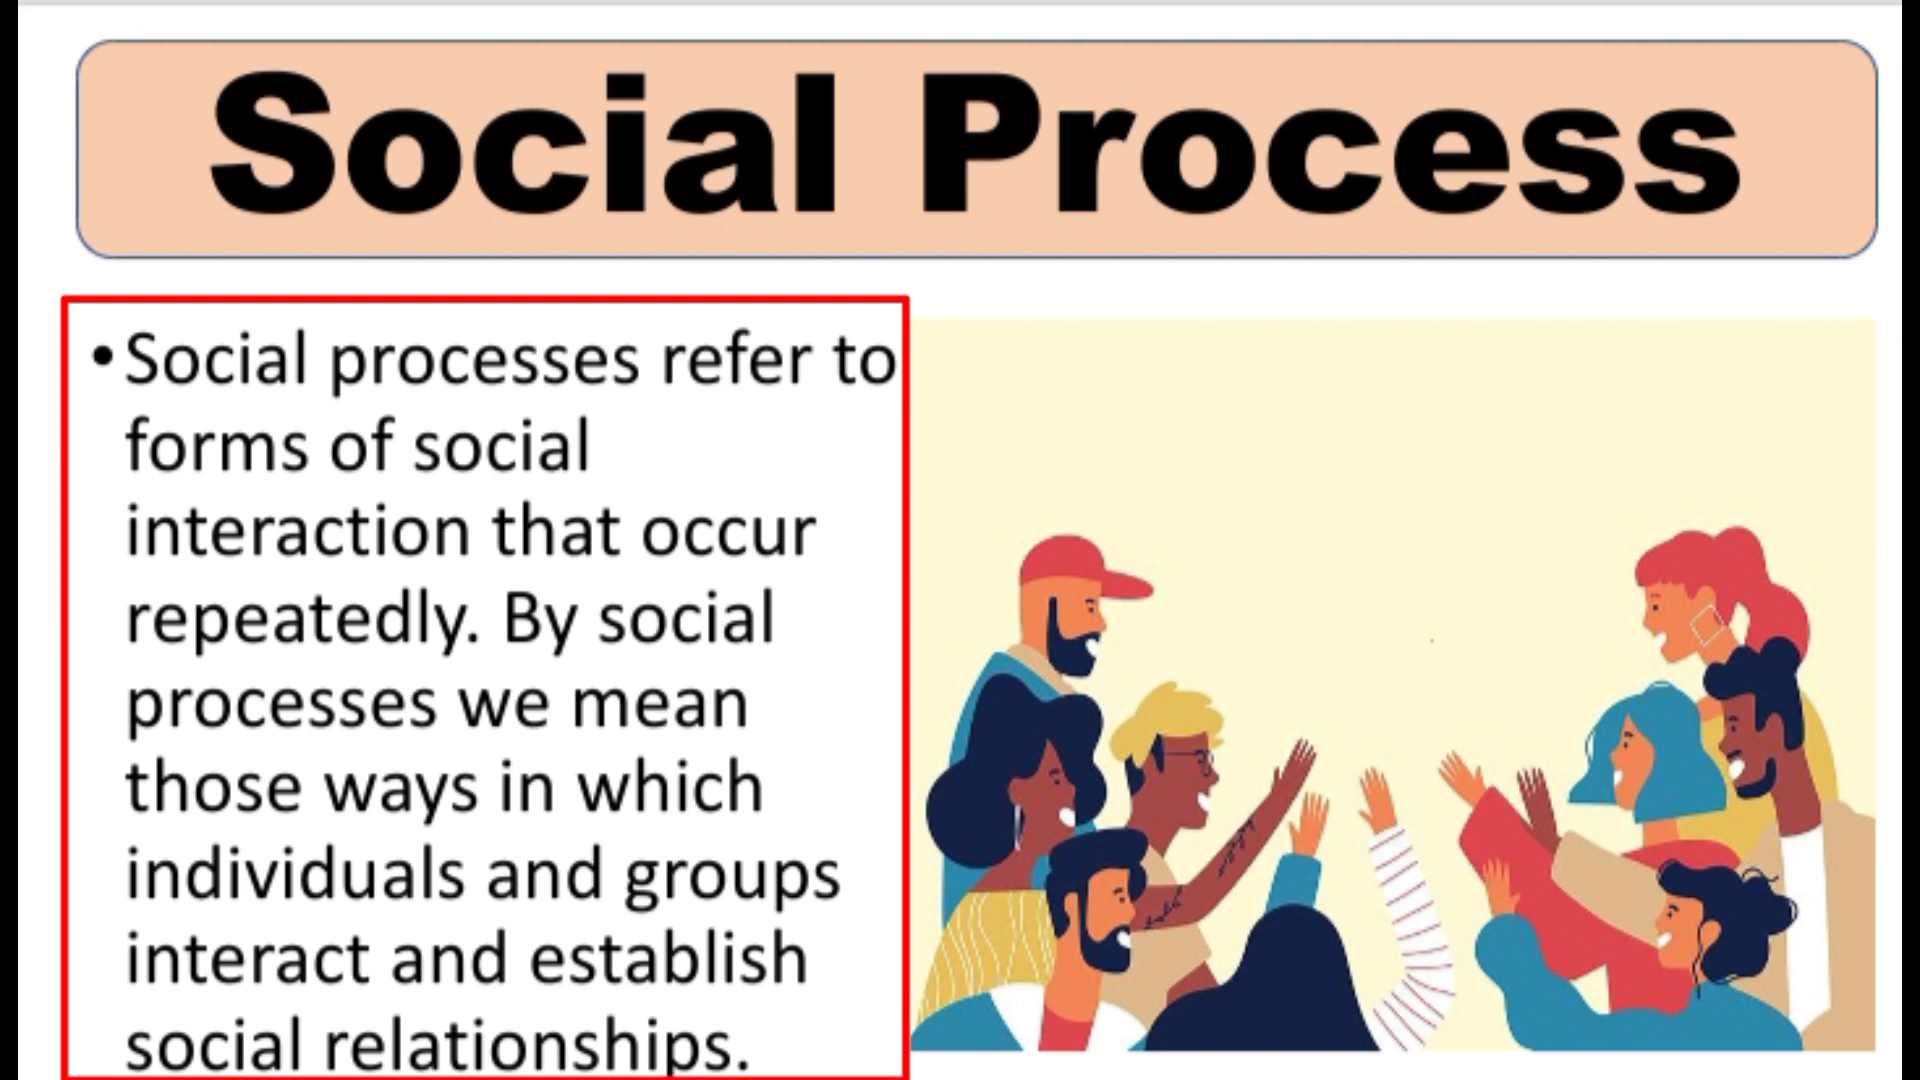 Social Process
•Social processes refer to
forms of social
interaction that occur
repeatedly. By social
processes we mean
those ways in which
individuals and groups
interact and establish
social relationships.